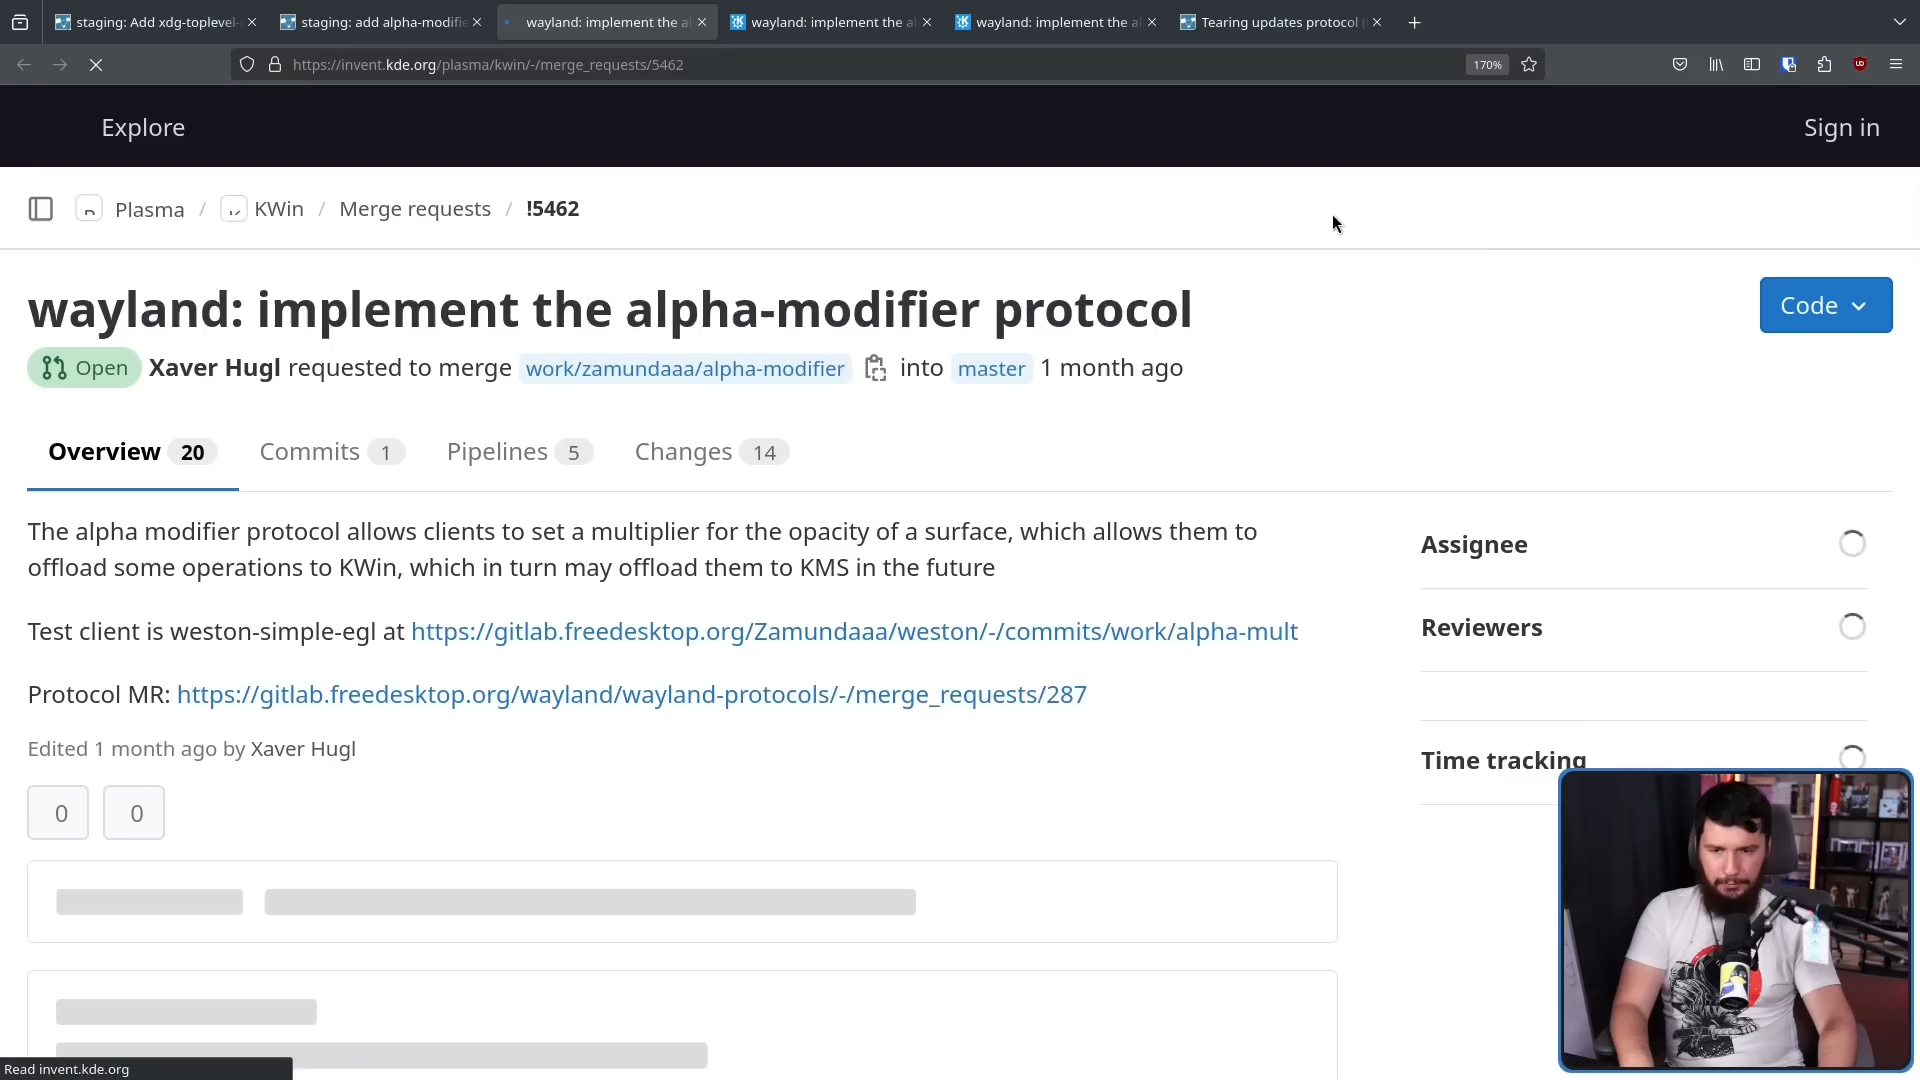 staging: Add xdg-toplevel-
staging: add alpha-modifie
wayland: implement the a
wayland: implement the al
wayland: implement the a
Tearing updates protocol (
https://invent.kde.org/plasma/kwin/-/merge_requests/5462
170%
Explore
Sign in
Plasma / KWin / Merge requests / !5462
wayland: implement the alpha-modifier protocol
Code
Open Xaver Hugl requested to merge work/zamundaaa/alpha-modifier into master 1 month ago
Overview 20 Commits 1 Pipelines 5 Changes 14
The alpha modifier protocol allows clients to set a multiplier for the opacity of a surface, which allows them to
offload some operations to KWin, which in turn may offload them to KMS in the future
Test client is weston-simple-egl at https://gitlab.freedesktop.org/Zamundaaa/weston/-/commits/work/alpha-mult
Protocol MR: https://gitlab.freedesktop.org/wayland/wayland-protocols/-/merge_requests/287
Edited 1 month ago by Xaver Hugl
0 0
Assignee
Reviewers
Time tracking
Read invent.kde.org